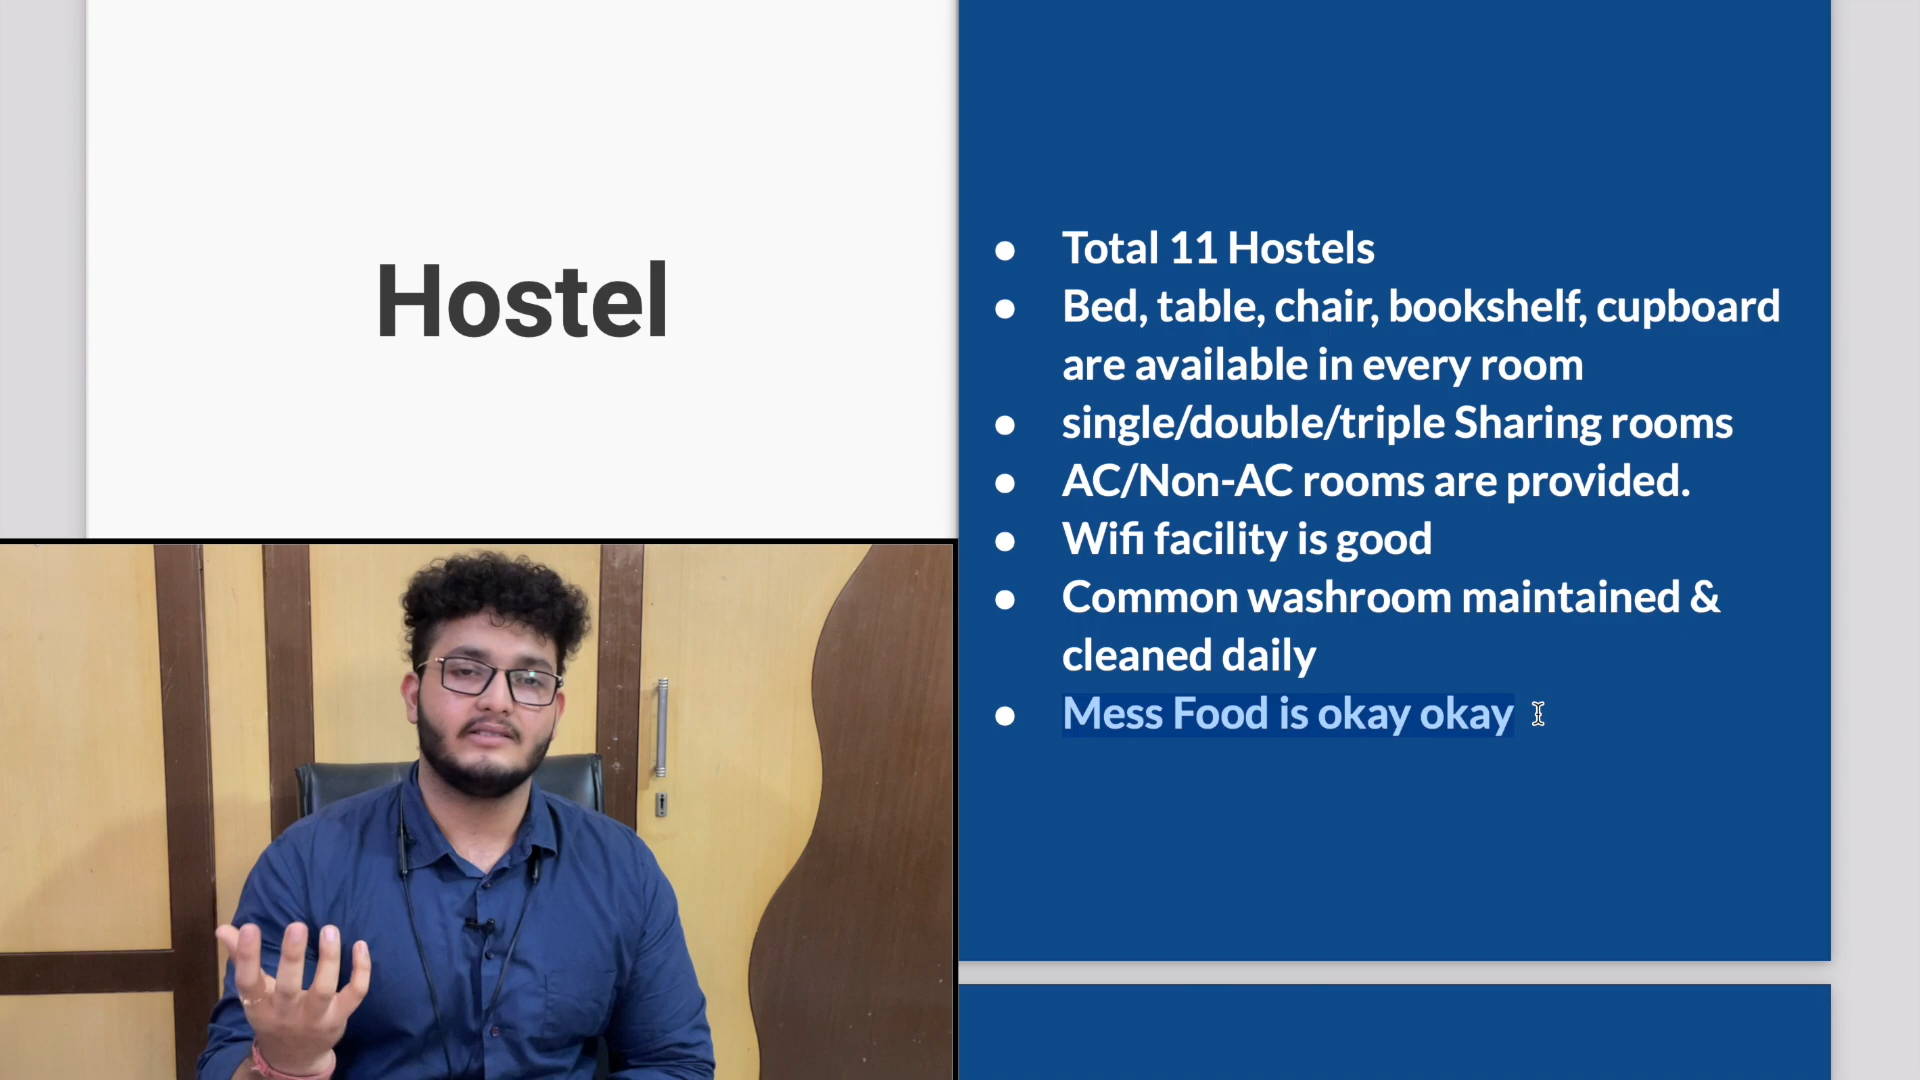 Hostel
● Total 11 Hostels
● Bed, table, chair, bookshelf, cupboard
are available in every room
● single/double/triple Sharing rooms
● AC/Non-AC rooms are provided.
● Wifi facility is good
● Common washroom maintained &
cleaned daily
● Mess Food is okay okay